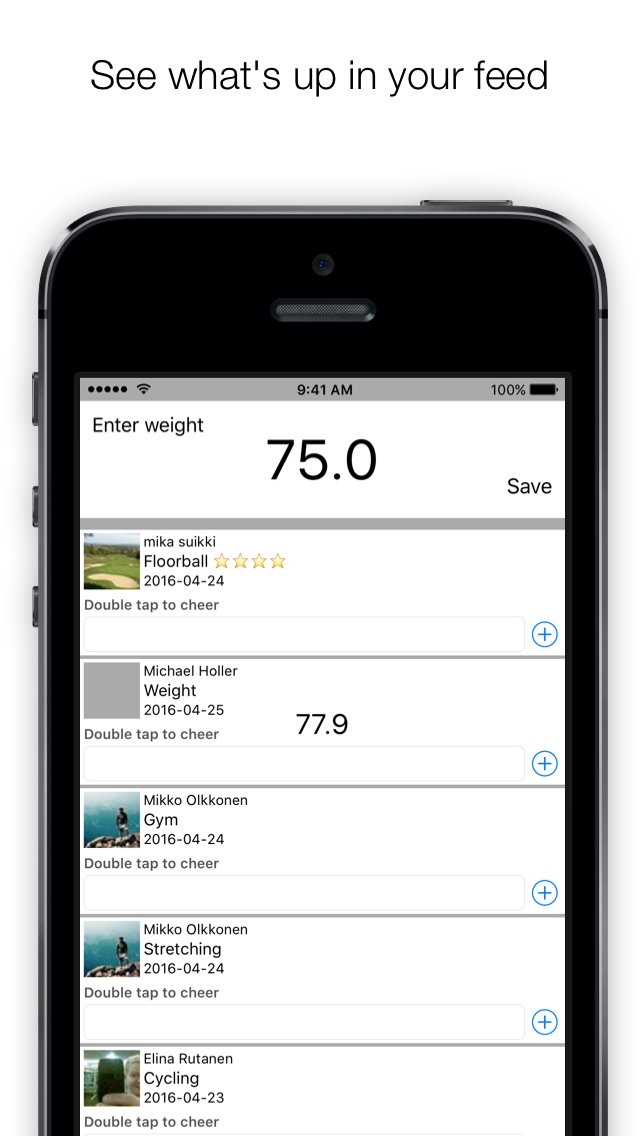 See what's up in your feed
9:41 AM
100%
Enter weight
75.0
Save
mika suikki
Floorball ⭐⭐⭐⭐
2016-04-24
Double tap to cheer
Michael Holler
Weight
2016-04-25
77.9
Double tap to cheer
Mikko Olkkonen
Gym
2016-04-24
Double tap to cheer
Mikko Olkkonen
Stretching
2016-04-24
Double tap to cheer
Elina Rutanen
Cycling
2016-04-23
Double tap to cheer